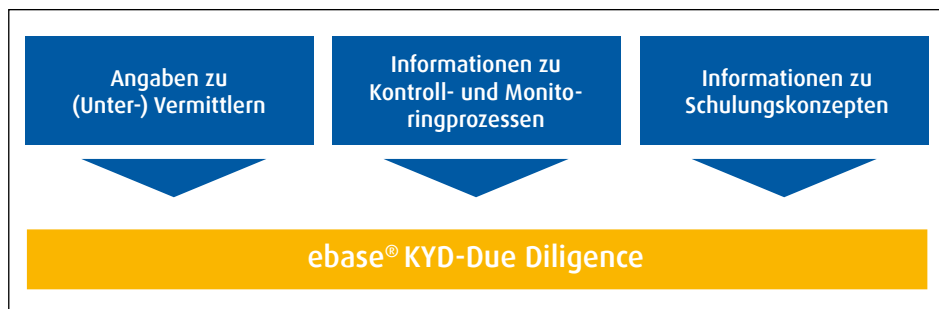 Angaben zu
(Unter-) Vermittlern
Informationen zu
Kontroll- und Monito-
ringprozessen
Informationen zu
Schulungskonzepten
ebase® KYD-Due Diligence